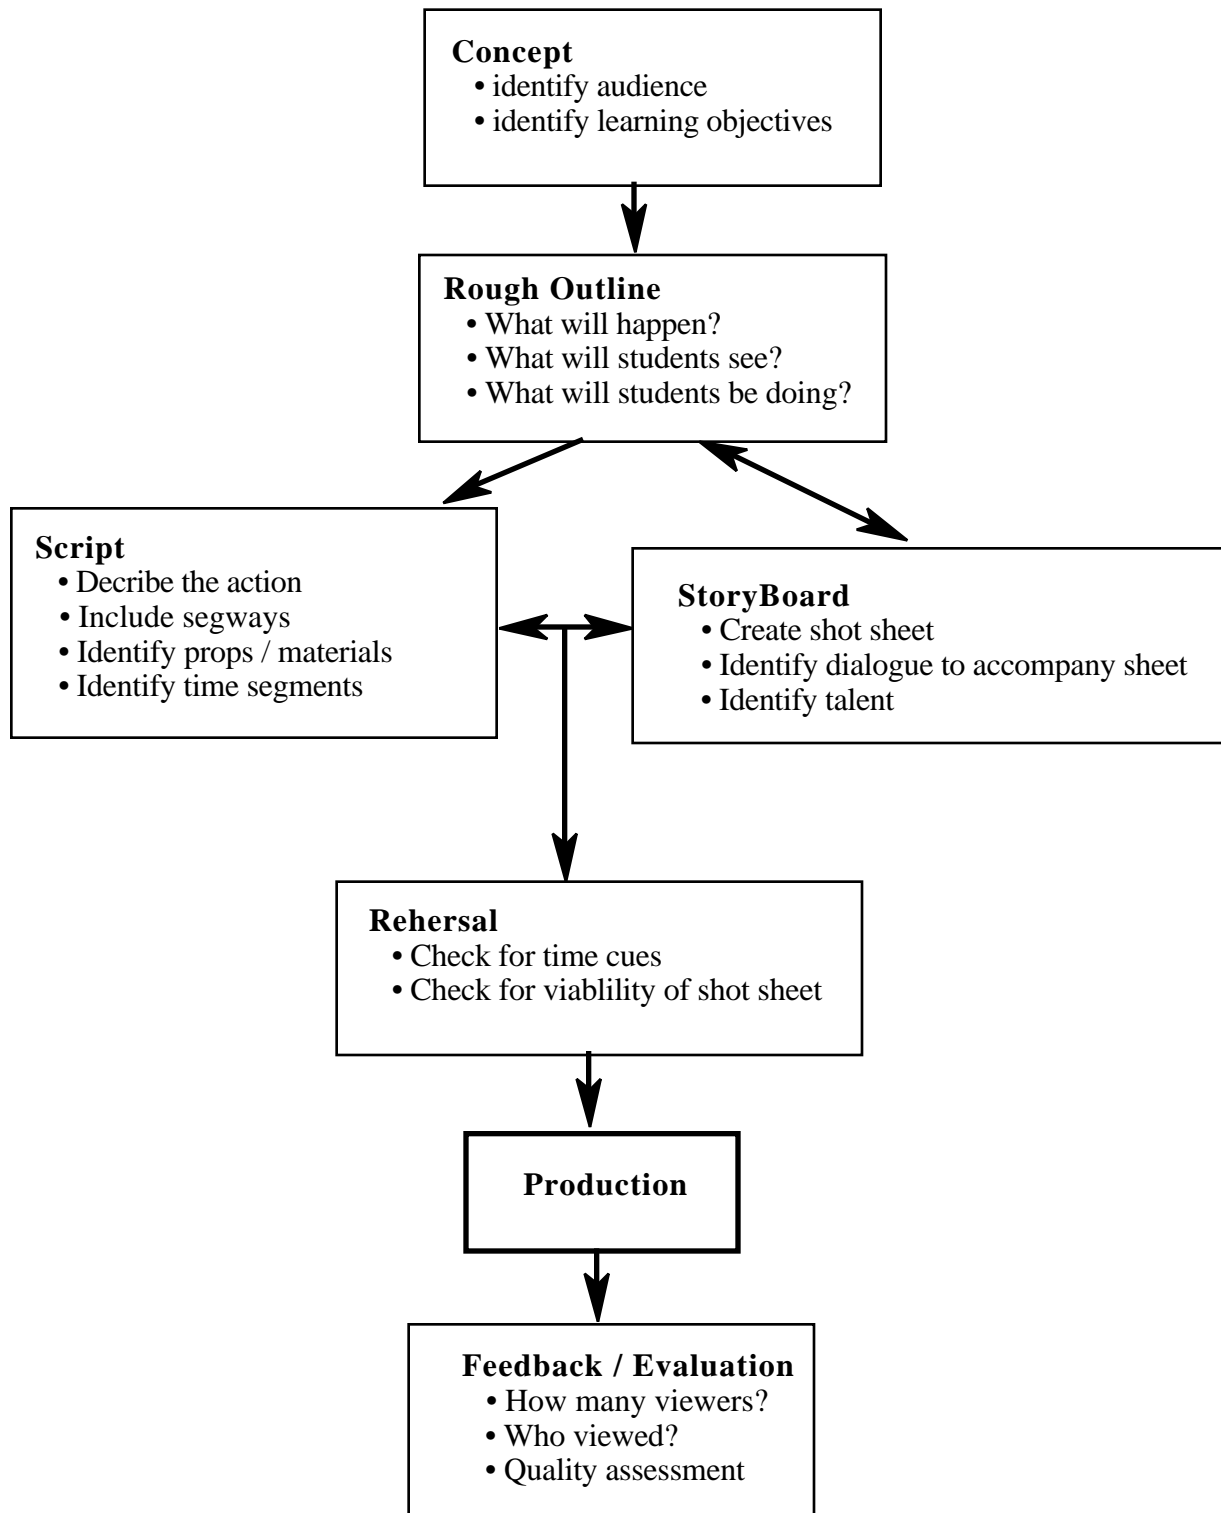 Concept
• identify audience
• identify learning objectives
Rough Outline
• What will happen?
• What will students see?
• What will students be doing?
Script
• Decribe the action
• Include segways
• Identify props / materials
• Identify time segments
StoryBoard
• Create shot sheet
• Identify dialogue to accompany sheet
• Identify talent
Rehersal
• Check for time cues
• Check for viablility of shot sheet
Production
Feedback / Evaluation
• How many viewers?
• Who viewed?
• Quality assessment